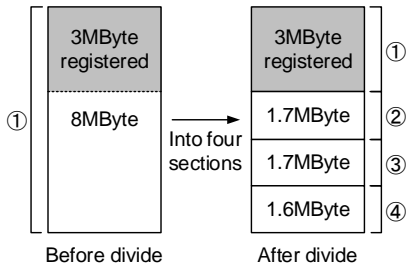 3MByte
registered
8MByte
①
Into four
sections
3MByte
registered
1.7MByte
1.7MByte
1.6MByte
①
②
③
④
Before divide
After divide